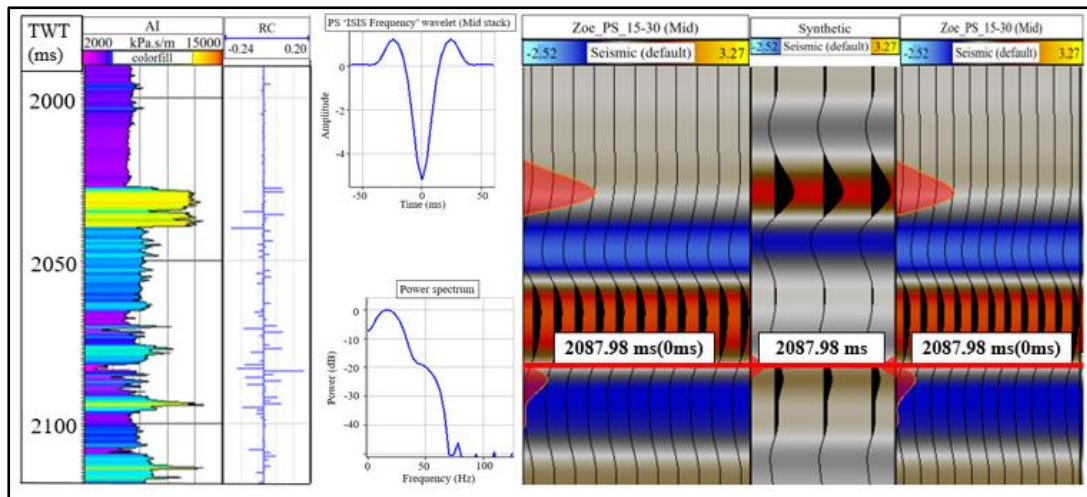 TWT
(ms)
AI
2000 kPa.s/m 15000
colorfill
RC
-0.24 0.20
2000
2050
2100
PS 'ISIS Frequency' wavelet (Mid stack)
Amplitude
0
-2
-4
-50 0 50
Time (ms)
Power spectrum
Power (dB)
0
-10
-20
-30
-40
0 50 100
Frequency (Hz)
Zoe_PS_15-30 (Mid)
-2.52 Seismic (default) 3.27
2087.98 ms(0ms)
Synthetic
-2.52 Seismic (default) 3.27
2087.98 ms
Zoe_PS_15-30 (Mid)
-2.52 Seismic (default) 3.27
2087.98 ms(0ms)